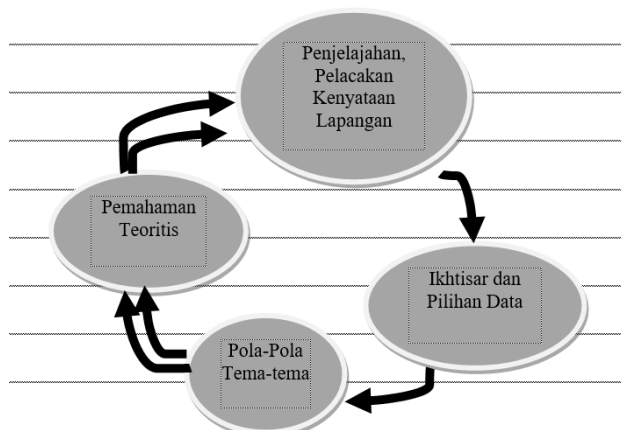 Penjelajahan,
Pelacakan
Kenyataan
Lapangan
Pemahaman
Teoritis
Ikhtisar dan
Pilihan Data
Pola-Pola
Tema-tema